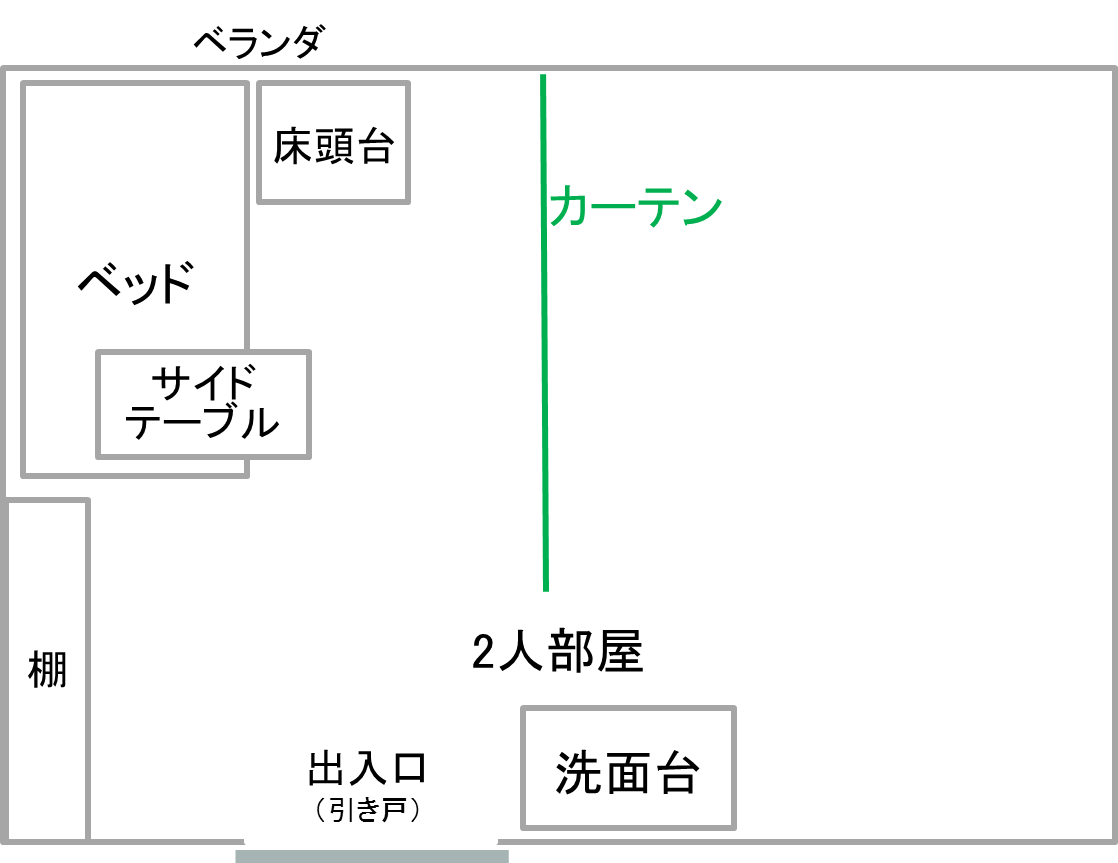 ベランダ
床頭台
カーテン
ベッド
サイド
テーブル
2人部屋
棚
出入口
（引き戸）
洗面台